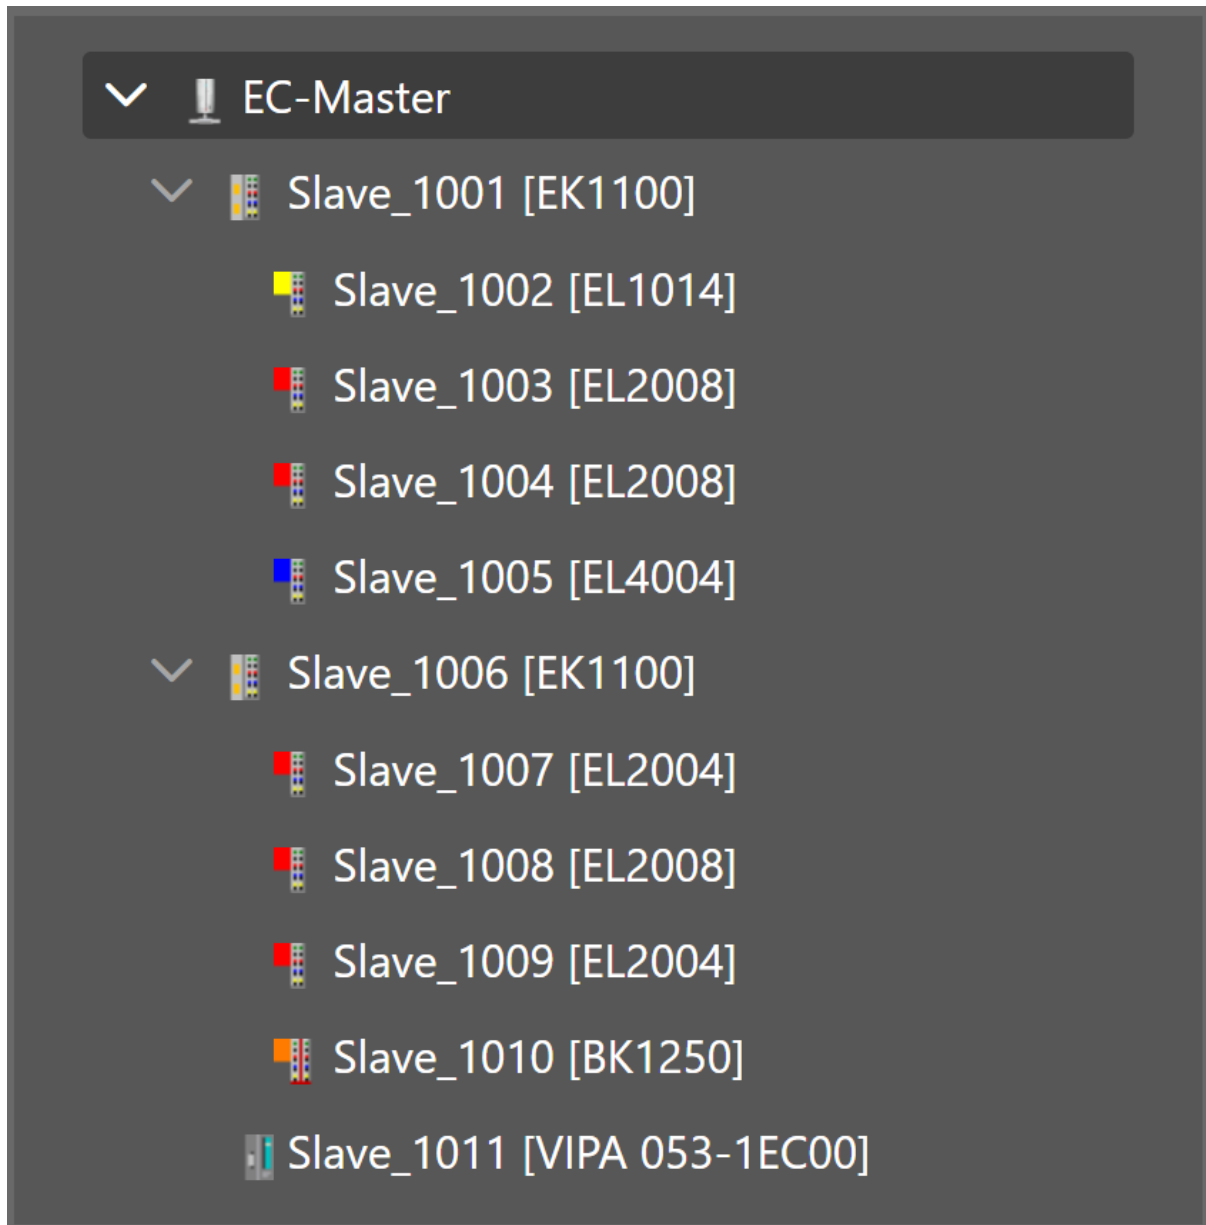 EC-Master
Slave_1001 [EK1100]
Slave_1002 [EL1014]
Slave_1003 [EL2008]
Slave_1004 [EL2008]
Slave_1005 [EL4004]
Slave_1006 [EK1100]
Slave_1007 [EL2004]
Slave_1008 [EL2008]
Slave_1009 [EL2004]
Slave_1010 [BK1250]
Slave_1011 [VIPA 053-1EC00]